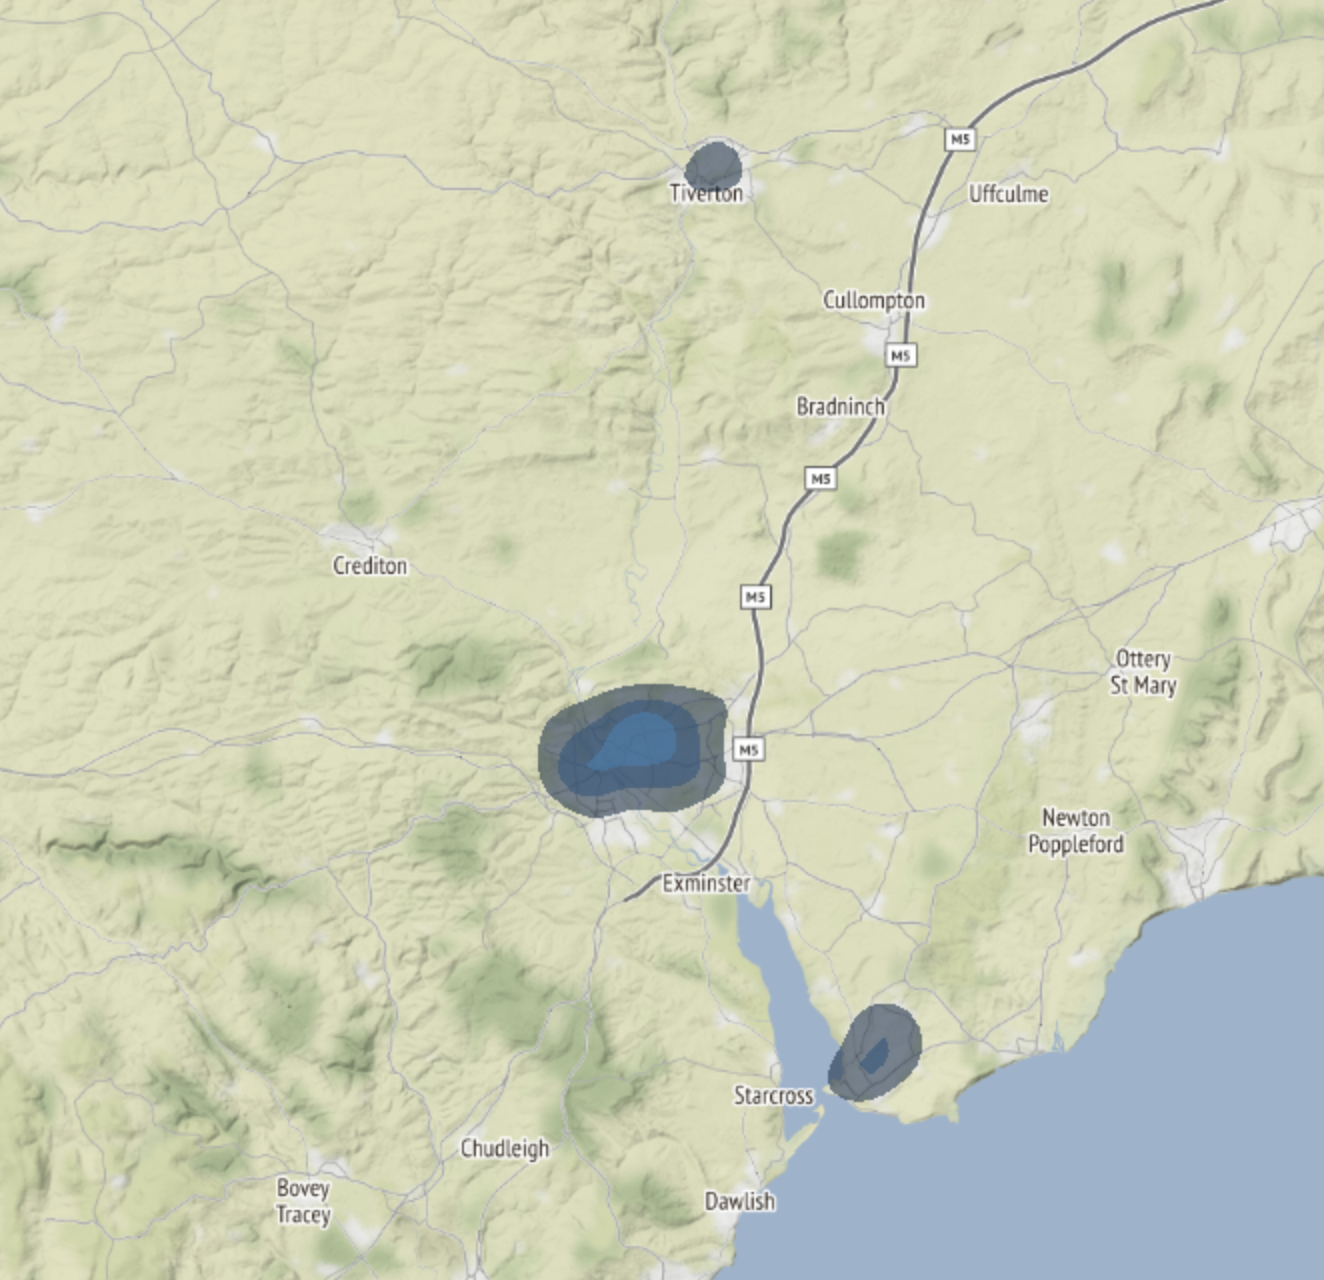 M5
Tiverton
Uffculme
Cullompton
M5
Bradninch
M5
Crediton
M5
Ottery
St Mary
M5
Newton
Poppleford
Exminster
Starcross
Chudleigh
Bovey
Tracey
Dawlish